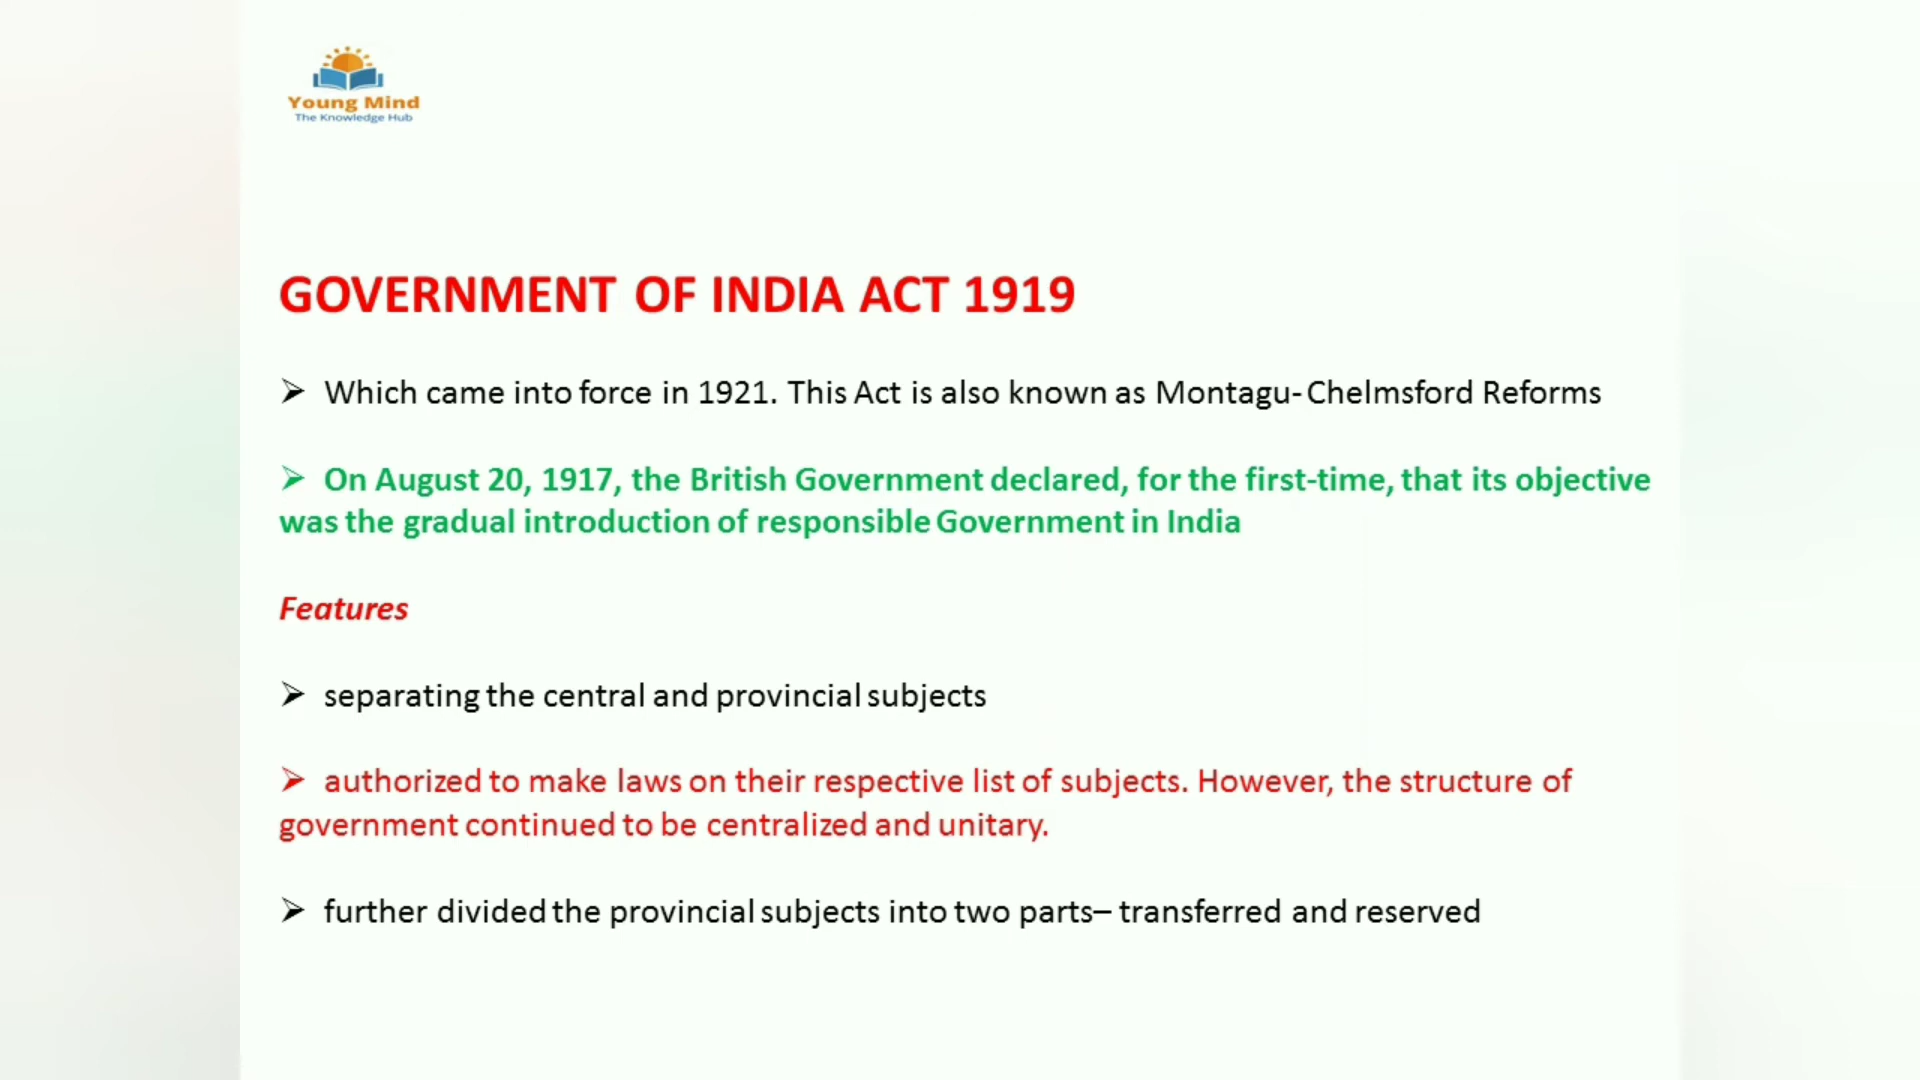 Young Mind
The Knowledge Hub
GOVERNMENT OF INDIA ACT 1919
➢ Which came into force in 1921. This Act is also known as Montagu-Chelmsford Reforms
➢ On August 20, 1917, the British Government declared, for the first-time, that its objective
was the gradual introduction of responsible Government in India
Features
➢ separating the central and provincial subjects
➢ authorized to make laws on their respective list of subjects. However, the structure of
government continued to be centralized and unitary.
➢ further divided the provincial subjects into two parts– transferred and reserved